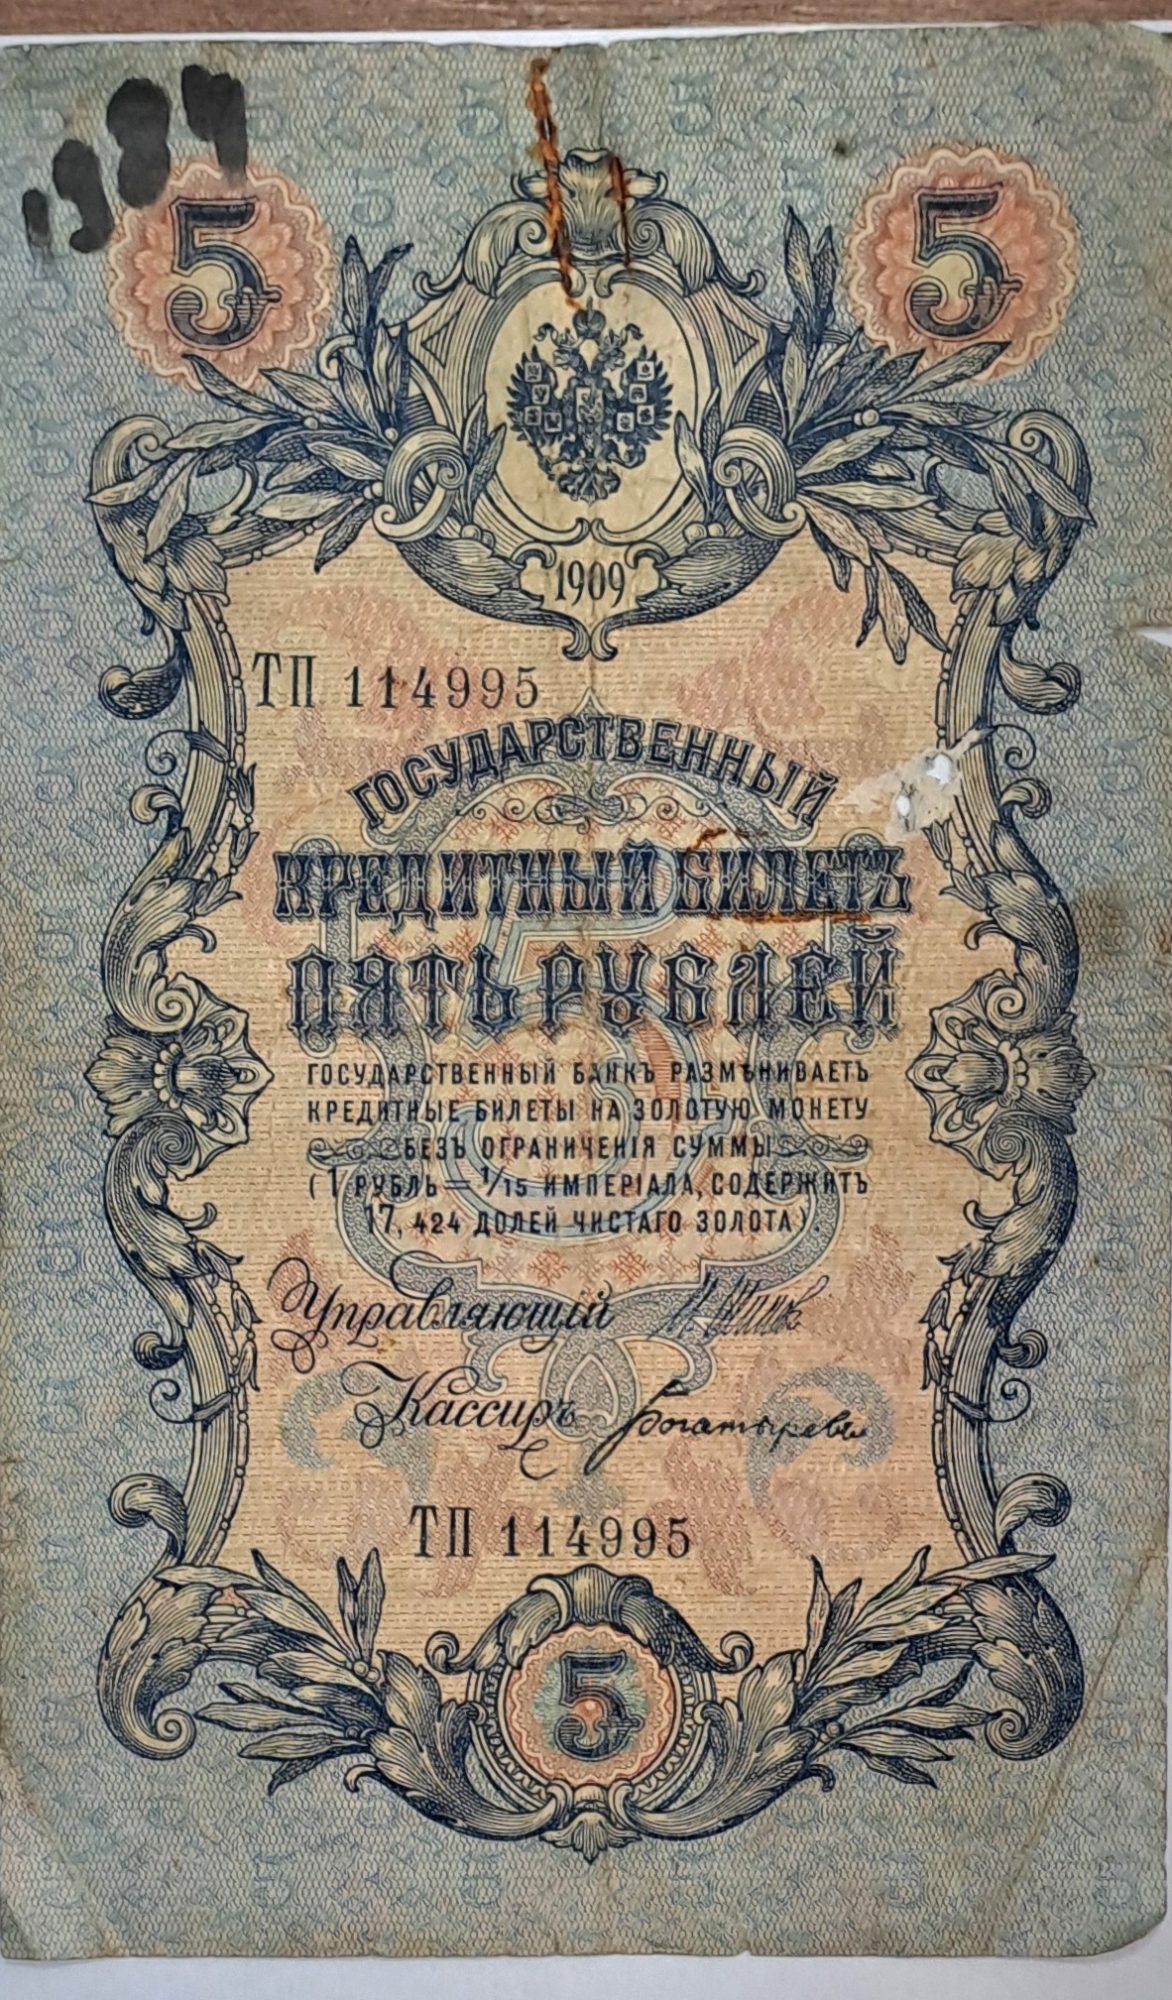 5 5
1909
ТП 114995
ГОСУДАРСТВЕННЫЙ
КРЕДИТНЫЙ БИЛЕТЪ
ПЯТЬ РУБЛЕЙ
ГОСУДАРСТВЕННЫЙ БАНКЪ РАЗМѢНИВАЕТЪ
КРЕДИТНЫЕ БИЛЕТЫ НА ЗОЛОТУЮ МОНЕТУ
БЕЗЪ ОГРАНИЧЕНІЯ СУММЫ
(1 РУБЛЬ = 1/15 ИМПЕРІАЛА, СОДЕРЖИТЪ
17, 424 ДОЛЕЙ ЧИСТАГО ЗОЛОТА).
Управляющій
Кассиръ Богатыревъ
ТП 114995
5